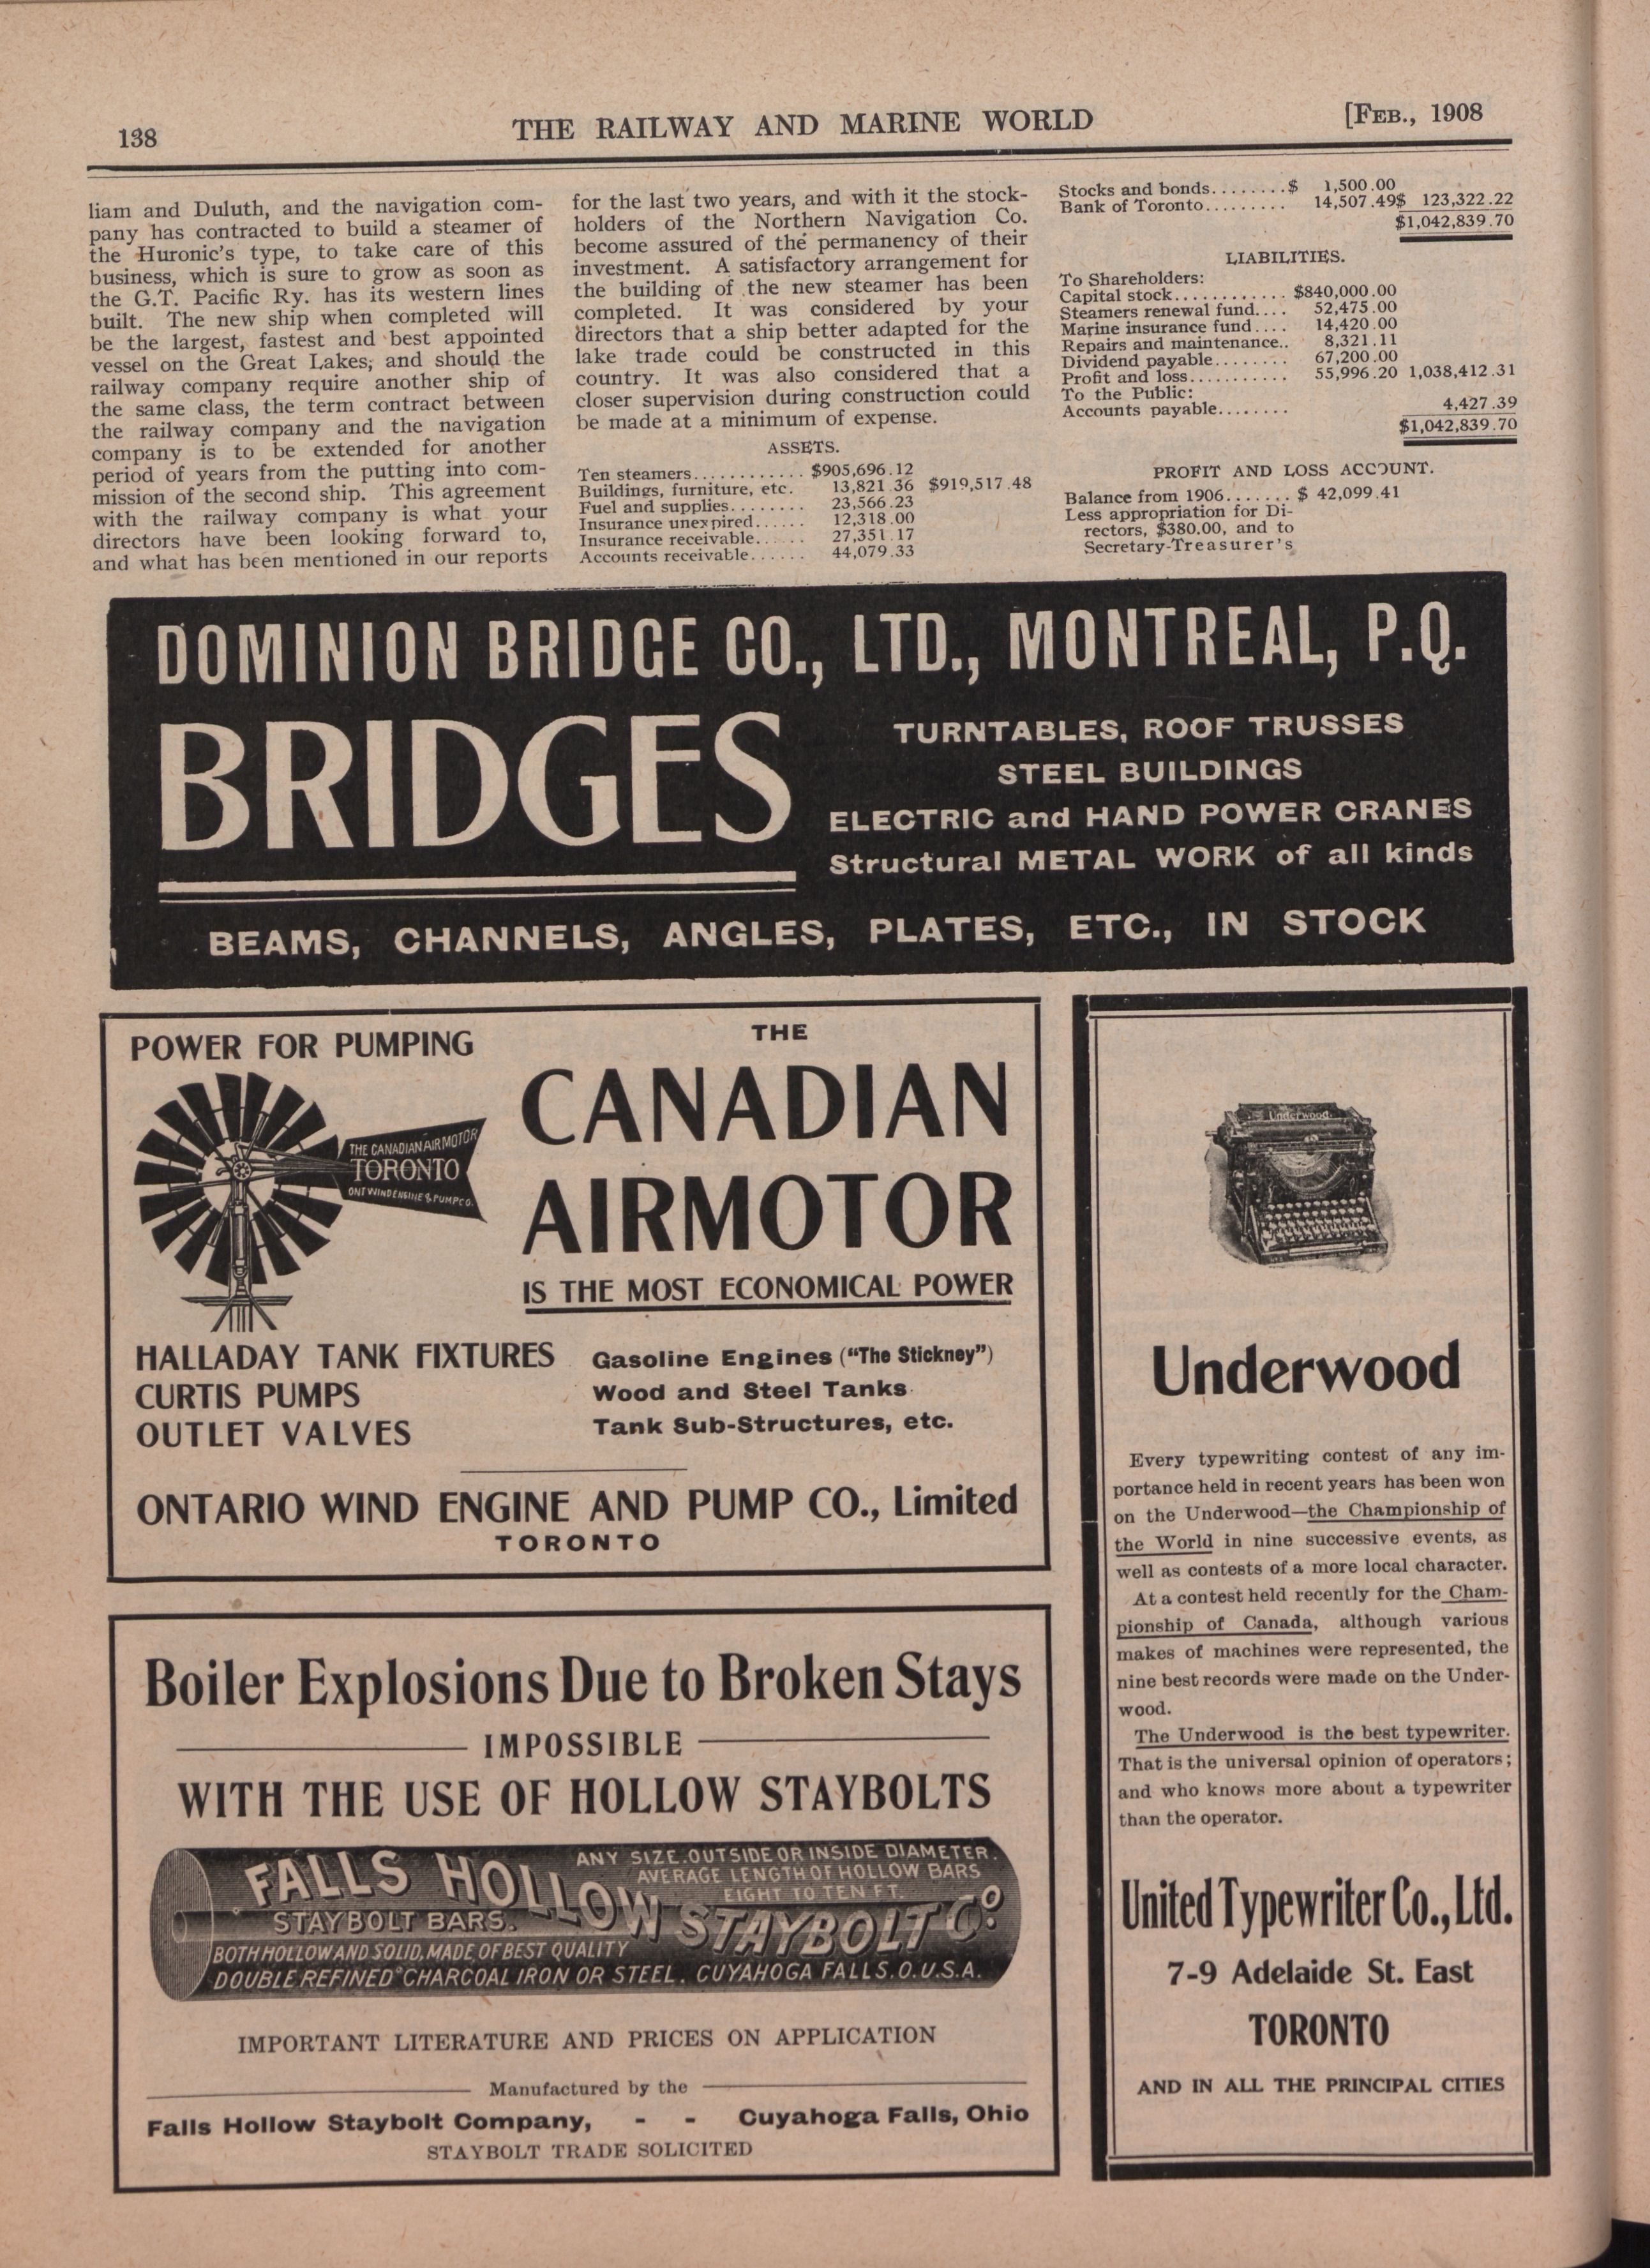 138
THE RAILWAY AND MARINE WORLD
[FEB., 1908
liam and Duluth, and the navigation com-
pany has contracted to build a steamer of
the Huronic's type, to take care of this
business, which is sure to grow as soon as
the G.T. Pacific Ry. has its western lines
built. The new ship when completed will
be the largest, fastest and best appointed
vessel on the Great Lakes, and should the
railway company require another ship of
the same class, the term contract between
the railway company and the navigation
company is to be extended for another
period of years from the putting into com-
mission of the second ship. This agreement
with the railway company is what your
directors have been looking forward to,
and what has been mentioned in our reports
for the last two years, and with it the stock-
holders of the Northern Navigation Co.
become assured of the permanency of their
investment. A satisfactory arrangement for
the building of the new steamer has been
completed. It was considered by your
directors that a ship better adapted for the
lake trade could be constructed in this
country. It was also considered that a
closer supervision during construction could
be made at a minimum of expense.
ASSETS.
Ten steamers............ $905,696.12
Buildings, furniture, etc. 13,821.36 $919,517.48
Fuel and supplies........ 23,566.23
Insurance unexpired...... 12,318.00
Insurance receivable...... 27,351.17
Accounts receivable...... 44,079.33
Stocks and bonds........$ 1,500.00
Bank of Toronto......... 14,507.49$ 123,322.22
$1,042,839.70
LIABILITIES.
To Shareholders:
Capital stock............ $840,000.00
Steamers renewal fund.... 52,475.00
Marine insurance fund.... 14,420.00
Repairs and maintenance.. 8,321.11
Dividend payable........ 67,200.00
Profit and loss........... 55,996.20 1,038,412.31
To the Public:
Accounts payable........ 4,427.39
$1,042,839.70
PROFIT AND LOSS ACCOUNT.
Balance from 1906....... $ 42,099.41
Less appropriation for Di-
rectors, $380.00, and to
Secretary-Treasurer's
DOMINION BRIDGE CO., LTD., MONTREAL, P.Q.
BRIDGES
TURNTABLES, ROOF TRUSSES
STEEL BUILDINGS
ELECTRIC and HAND POWER CRANES
Structural METAL WORK of all kinds
BEAMS, CHANNELS, ANGLES, PLATES, ETC., IN STOCK
POWER FOR PUMPING
THE CANADIAN AIRMOTOR
TORONTO
ONT WIND ENGINE & PUMP CO.
THE
CANADIAN
AIRMOTOR
IS THE MOST ECONOMICAL POWER
HALLADAY TANK FIXTURES
CURTIS PUMPS
OUTLET VALVES
Gasoline Engines ("The Stickney")
Wood and Steel Tanks
Tank Sub-Structures, etc.
ONTARIO WIND ENGINE AND PUMP CO., Limited
TORONTO
Boiler Explosions Due to Broken Stays
IMPOSSIBLE
WITH THE USE OF HOLLOW STAYBOLTS
FALLS HOLLOW STAYBOLT CO.
ANY SIZE OUTSIDE OR INSIDE DIAMETER.
AVERAGE LENGTH OF HOLLOW BARS
EIGHT TO TEN FT.
STAYBOLT BARS.
BOTH HOLLOW AND SOLID, MADE OF BEST QUALITY
DOUBLE REFINED CHARCOAL IRON OR STEEL. CUYAHOGA FALLS.O.U.S.A.
IMPORTANT LITERATURE AND PRICES ON APPLICATION
Manufactured by the
Falls Hollow Staybolt Company, - - Cuyahoga Falls, Ohio
STAYBOLT TRADE SOLICITED
Underwood
Underwood
Every typewriting contest of any im-
portance held in recent years has been won
on the Underwood—the Championship of
the World in nine successive events, as
well as contests of a more local character.
At a contest held recently for the Cham-
pionship of Canada, although various
makes of machines were represented, the
nine best records were made on the Under-
wood.
The Underwood is the best typewriter.
That is the universal opinion of operators;
and who knows more about a typewriter
than the operator.
United Typewriter Co., Ltd.
7-9 Adelaide St. East
TORONTO
AND IN ALL THE PRINCIPAL CITIES